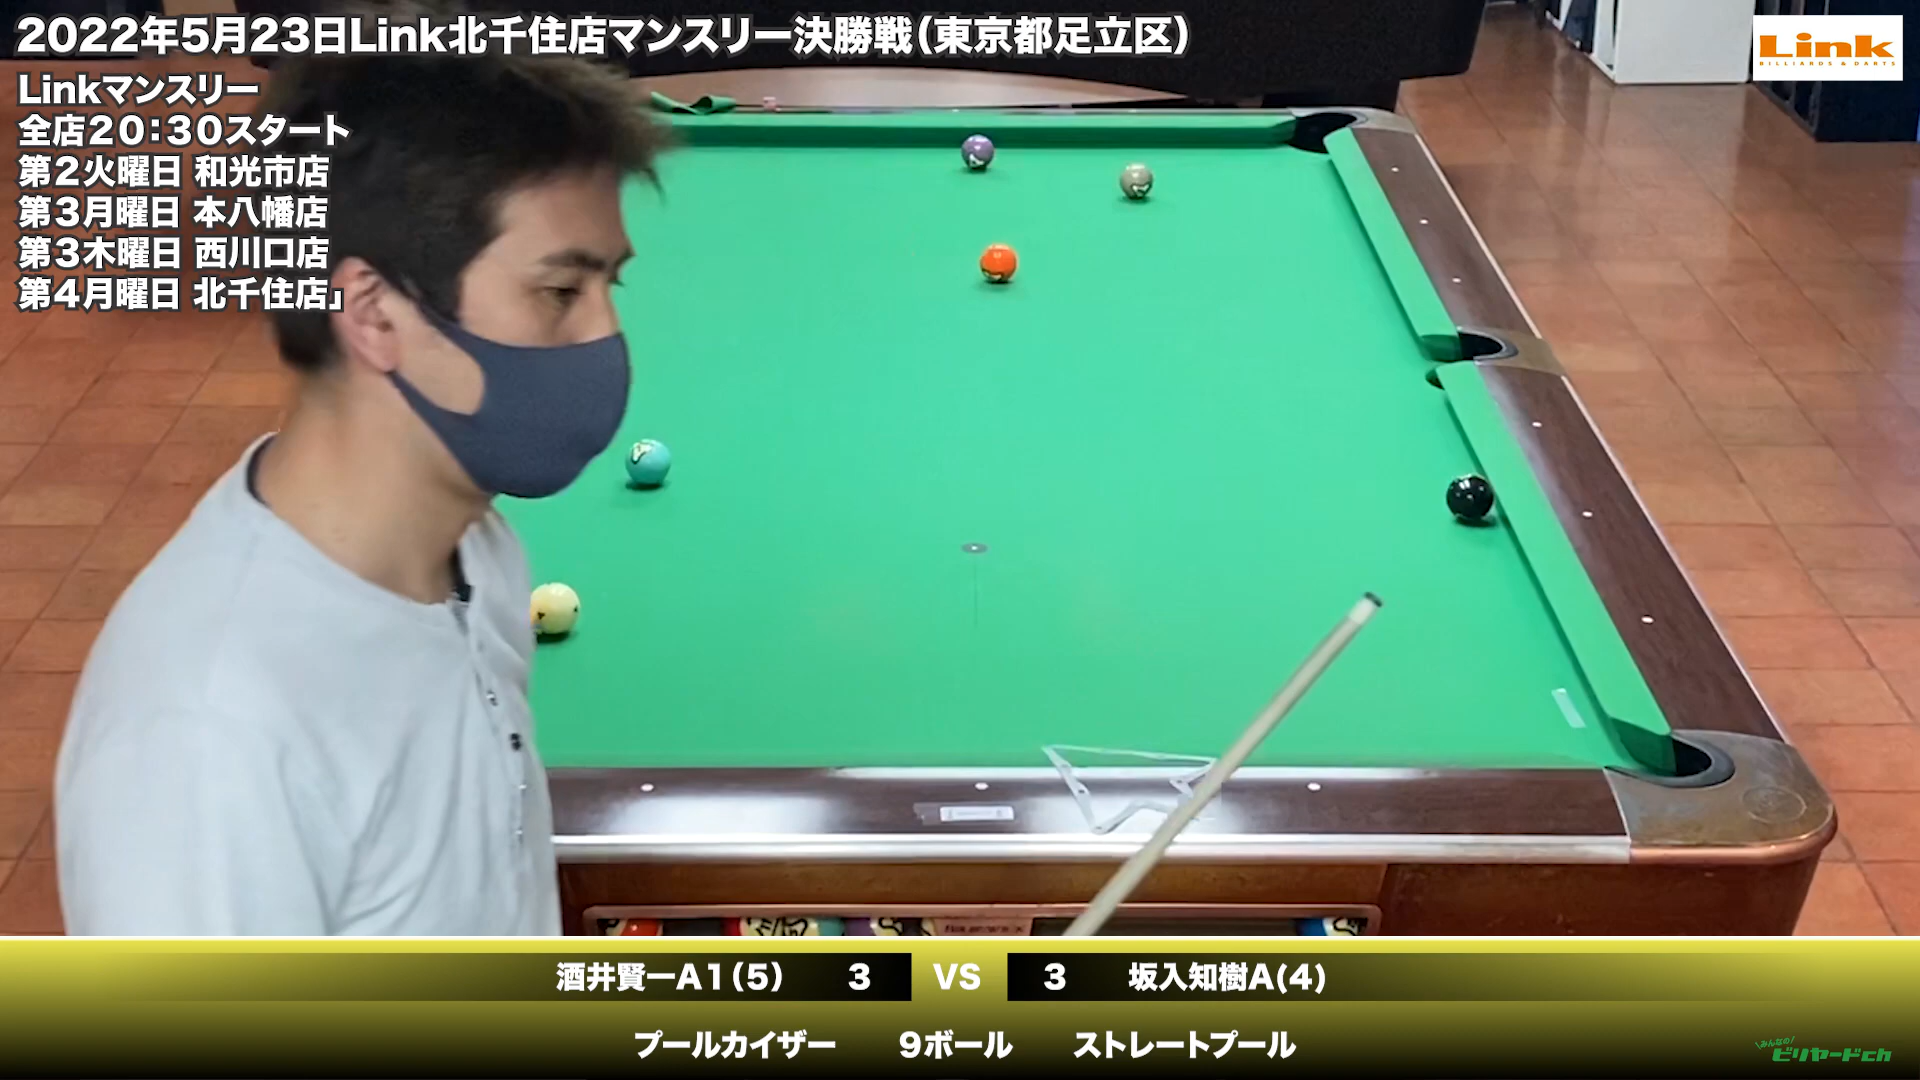 2022年5月23日Link北千住店マンスリー決勝戦（東京都足立区）
Link
BILLIARDS & DARTS
Linkマンスリー
全店20：30スタート
第2火曜日 和光市店
第3月曜日 本八幡店
第3木曜日 西川口店
第4月曜日 北千住店」
酒井賢一A1（5） 3 VS 3 坂入知樹A(4)
プールカイザー 9ボール ストレートプール
\みんなの/
ビリヤードch